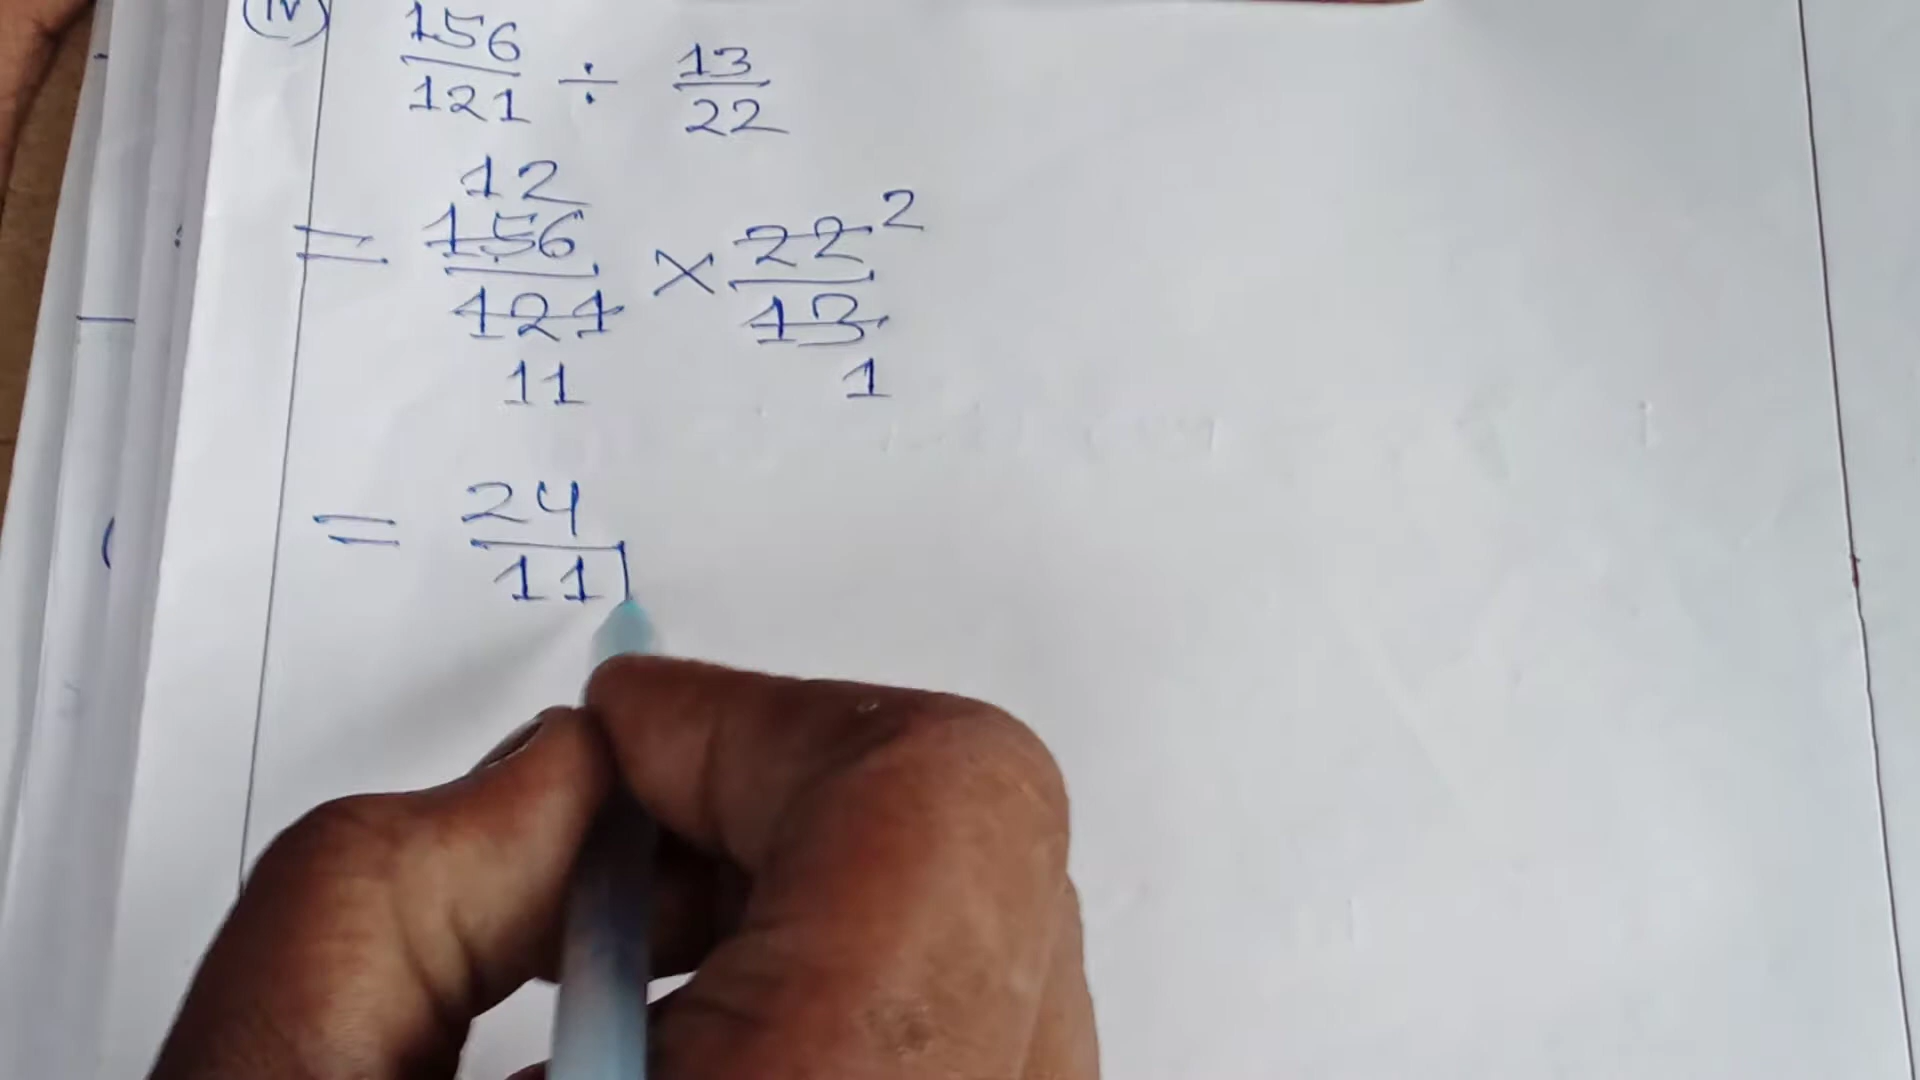 (iv) 156/121 ÷ 13/22
12
= 156/121 × 22/13 2
11 1
= 24/11